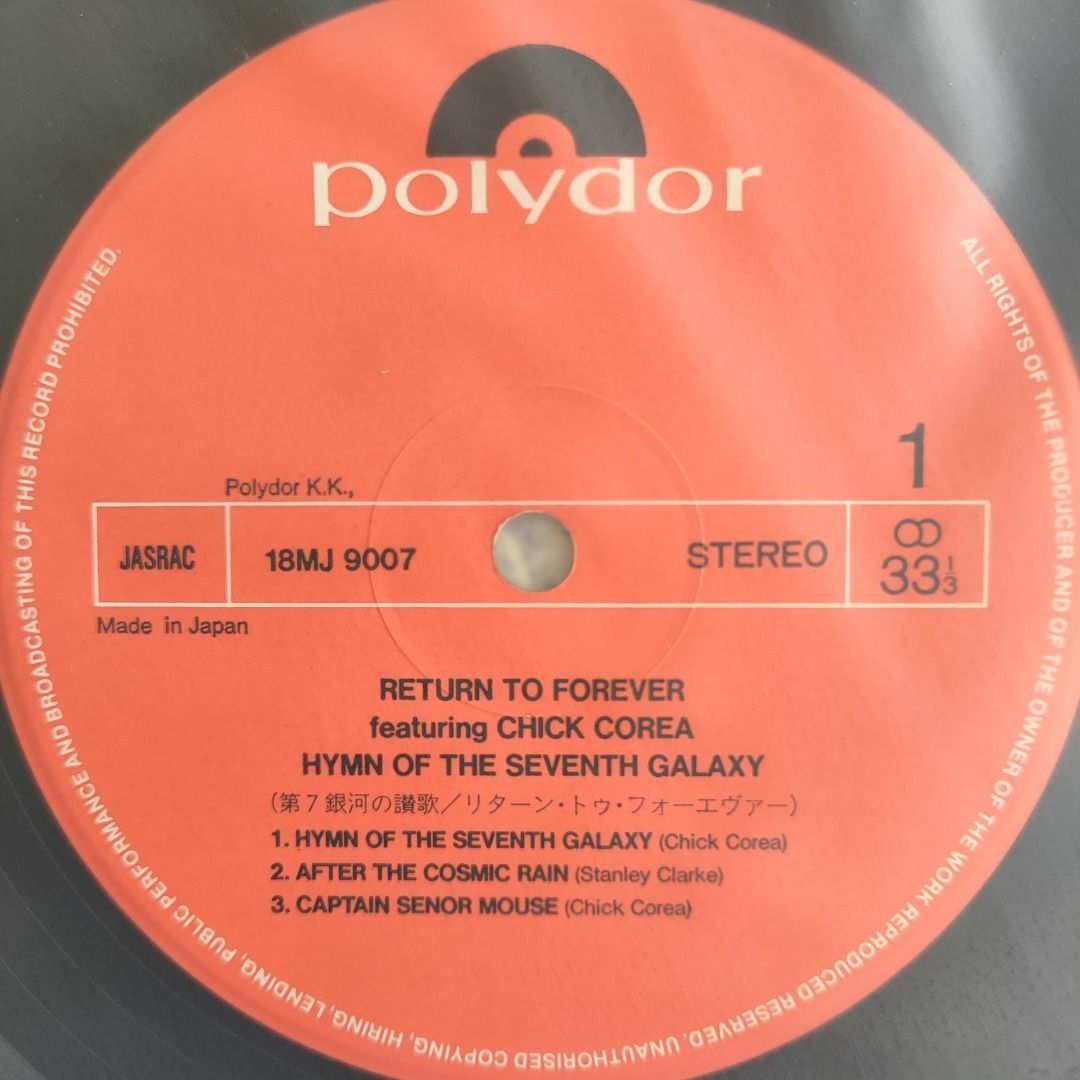 polydor
1
Polydor K.K.,
JASRAC
18MJ 9007
STEREO
33 1/3
Made in Japan
RETURN TO FOREVER
featuring CHICK COREA
HYMN OF THE SEVENTH GALAXY
(第7銀河の讃歌/リターン・トゥ・フォーエヴァー)
1. HYMN OF THE SEVENTH GALAXY (Chick Corea)
2. AFTER THE COSMIC RAIN (Stanley Clarke)
3. CAPTAIN SENOR MOUSE (Chick Corea)
ALL RIGHTS OF THE PRODUCER AND OF THE OWNER OF THE WORK REPRODUCED RESERVED. UNAUTHORISED COPYING, HIRING, LENDING, PUBLIC PERFORMANCE AND BROADCASTING OF THIS RECORD PROHIBITED.